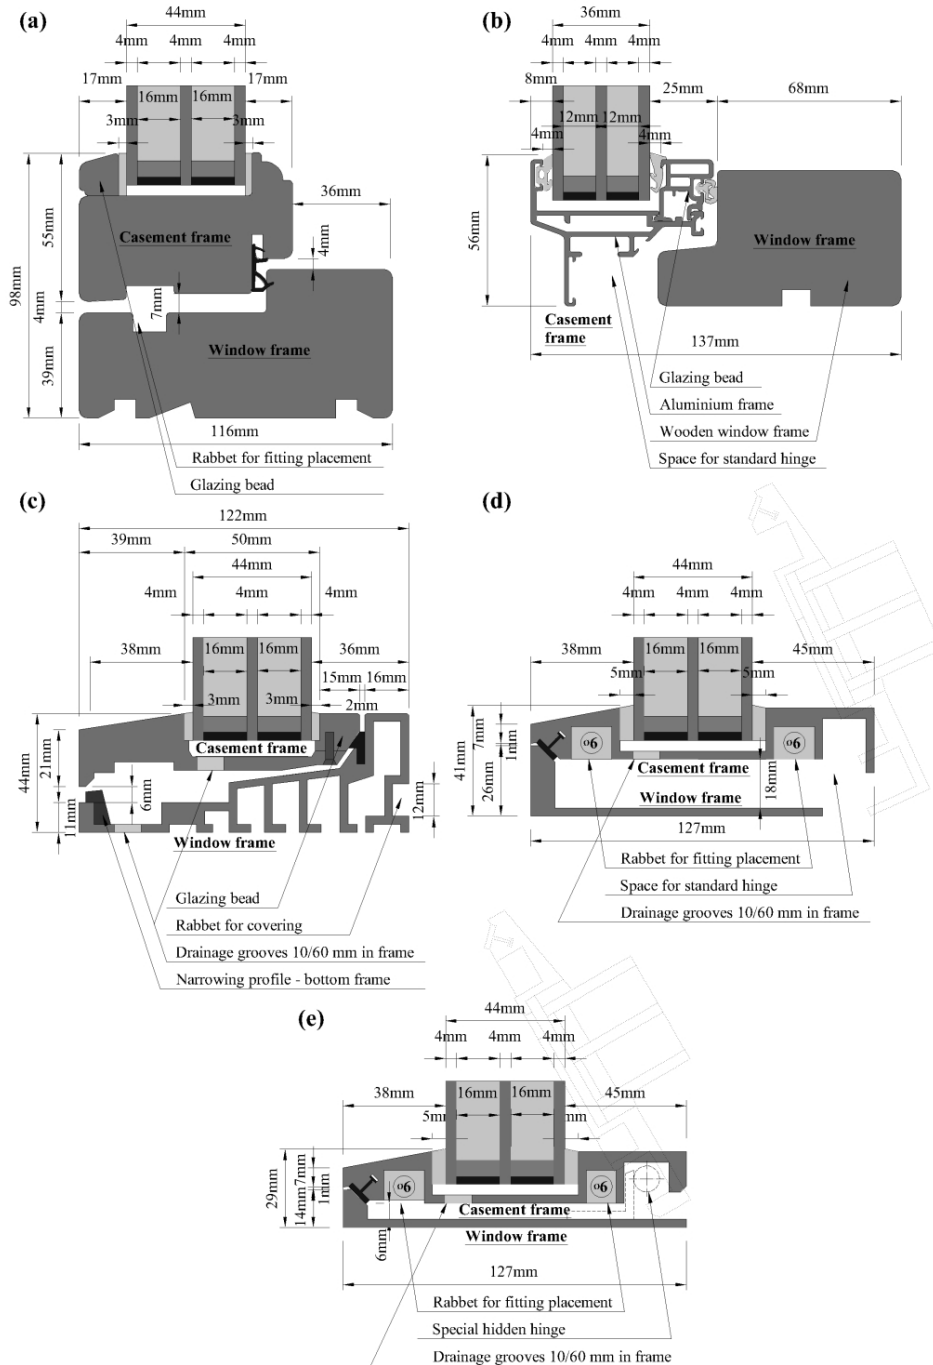 (a)
44mm
4mm 4mm 4mm
17mm 17mm
16mm 16mm
3mm 3mm
36mm
4mm
55mm
98mm
4mm
39mm
7mm
Casement frame
Window frame
116mm
Rabbet for fitting placement
Glazing bead
(b)
36mm
4mm 4mm 4mm
8mm 25mm 68mm
12mm 12mm
4mm 4mm
56mm
Window frame
Casement
frame
137mm
Glazing bead
Aluminium frame
Wooden window frame
Space for standard hinge
(c)
122mm
39mm 50mm
44mm
4mm 4mm 4mm
38mm 36mm
16mm 16mm
15mm 16mm
3mm 3mm 2mm
44mm
21mm
11mm
6mm
12mm
Casement frame
Window frame
Glazing bead
Rabbet for covering
Drainage grooves 10/60 mm in frame
Narrowing profile - bottom frame
(d)
44mm
4mm 4mm 4mm
38mm 45mm
16mm 16mm
5mm 5mm
41mm
7mm
1mm
26mm
18mm
ø6 ø6
Casement frame
Window frame
127mm
Rabbet for fitting placement
Space for standard hinge
Drainage grooves 10/60 mm in frame
(e)
44mm
4mm 4mm 4mm
38mm 45mm
16mm 16mm
5mm mm
29mm
7mm
1mm
14mm
6mm
ø6 ø6
Casement frame
Window frame
127mm
Rabbet for fitting placement
Special hidden hinge
Drainage grooves 10/60 mm in frame